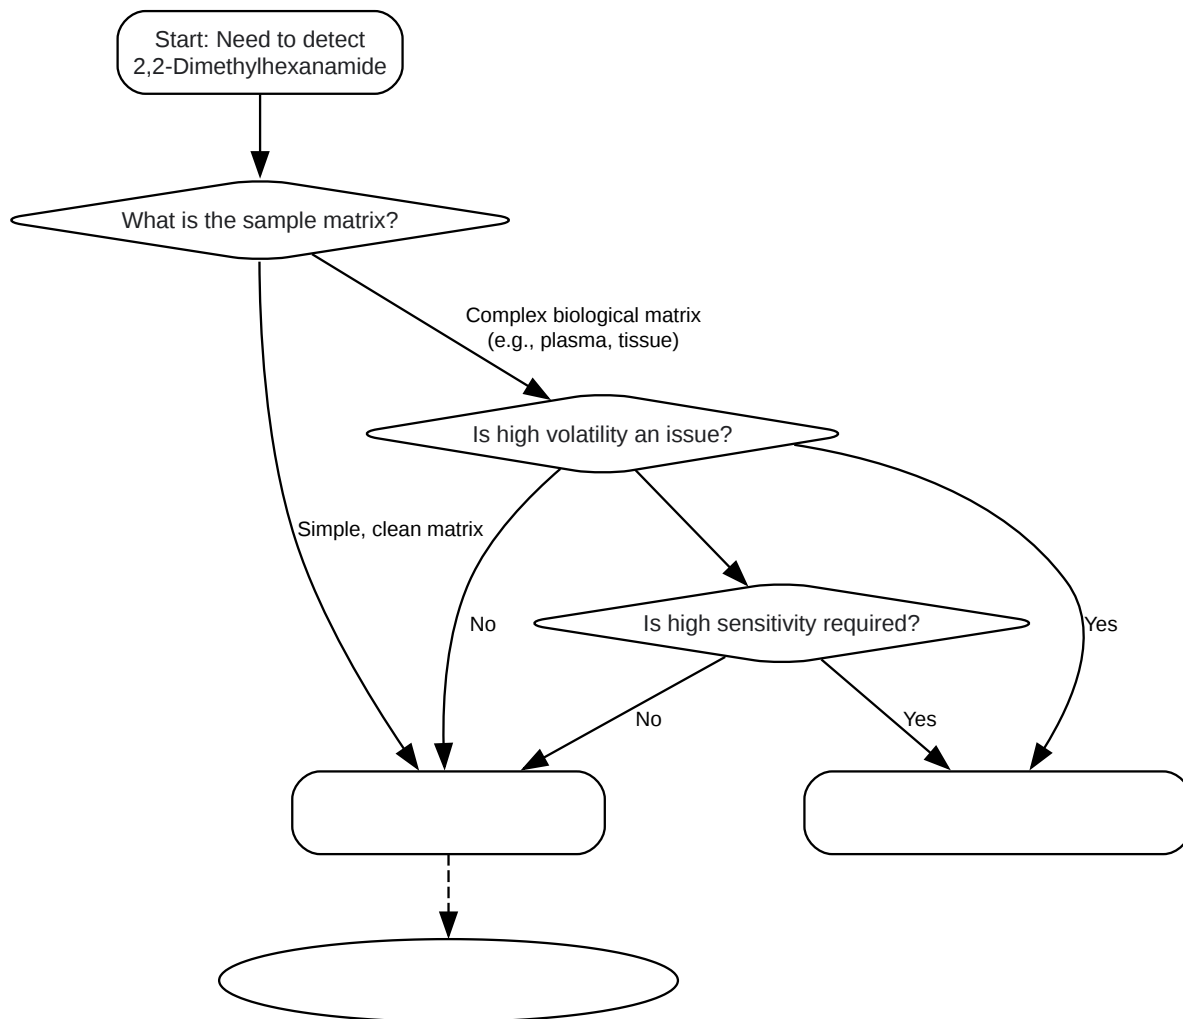 Start: Need to detect
2,2-Dimethylhexanamide
What is the sample matrix?
Complex biological matrix
(e.g., plasma, tissue)
Is high volatility an issue?
Simple, clean matrix
No
Is high sensitivity required?
Yes
No
Yes